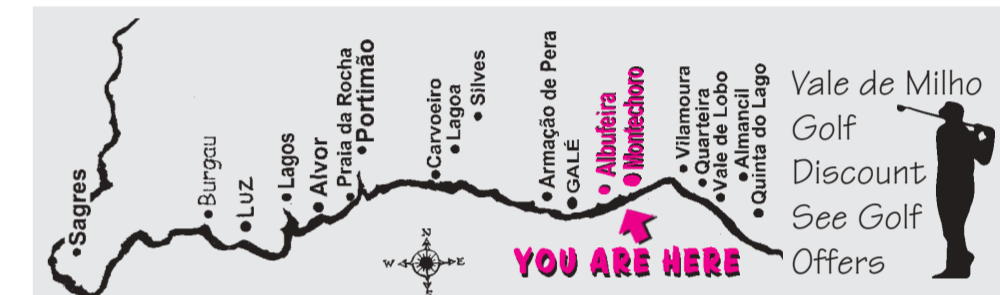 Sagres
Burgau
LUZ
Lagos
Alvor
Praia da Rocha
Portimão
Carvoeiro
Lagoa
Silves
Armação de Pera
GALÉ
Albufeira
Montechoro
Vilamoura
Quarteira
Vale de Lobo
Almancil
Quinta do Lago
N
W E
YOU ARE HERE
Vale de Milho
Golf
Discount
See Golf
Offers